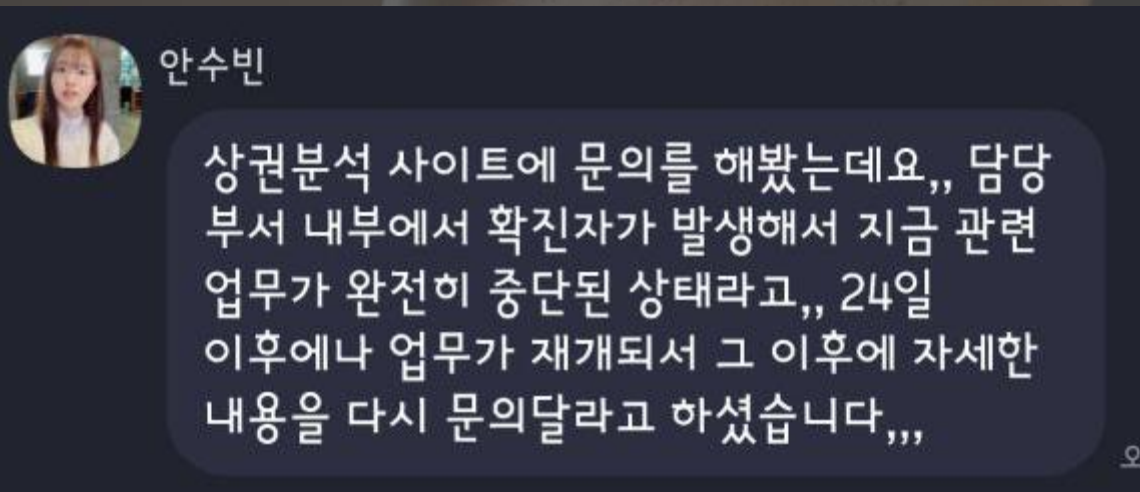 안수빈
상권분석 사이트에 문의를 해봤는데요,, 담당
부서 내부에서 확진자가 발생해서 지금 관련
업무가 완전히 중단된 상태라고,, 24일
이후에나 업무가 재개되서 그 이후에 자세한
내용을 다시 문의달라고 하셨습니다,,,
오